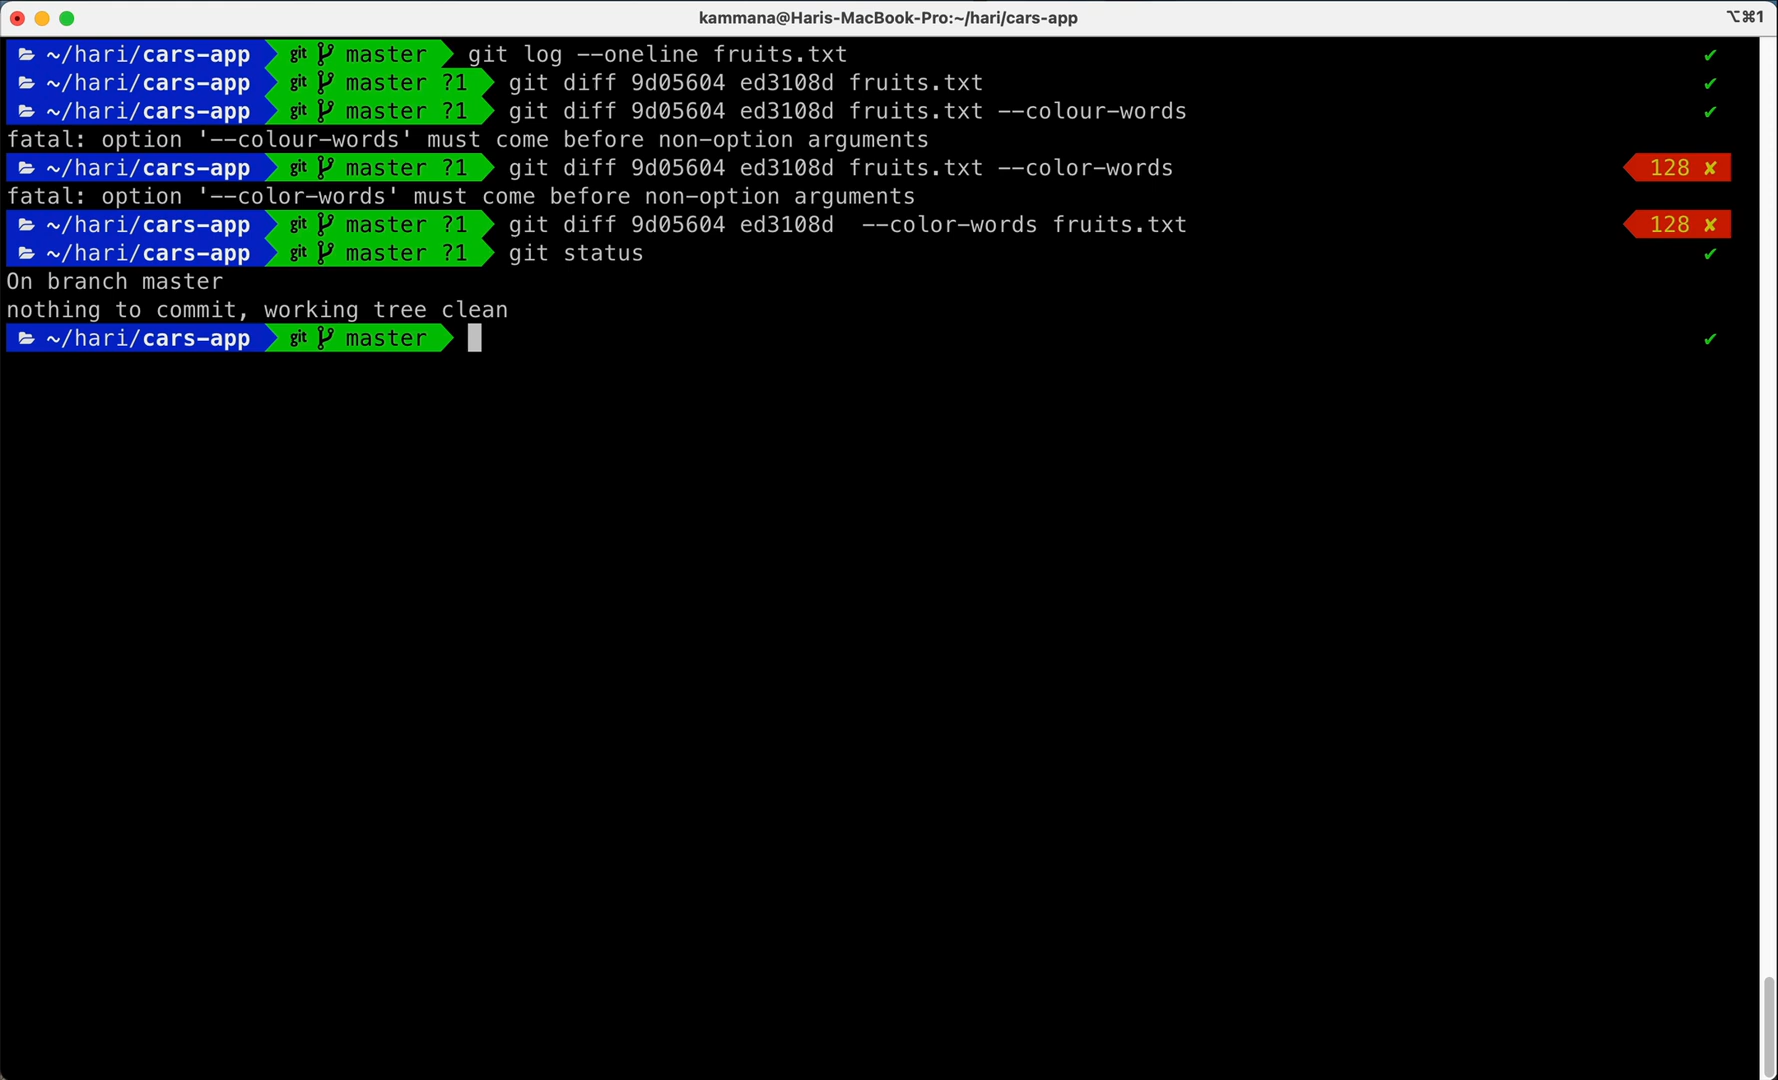 kammana@Haris-MacBook-Pro:~/hari/cars-app ⌥⌘1
~/hari/cars-app git master git log --oneline fruits.txt ✔
~/hari/cars-app git master ?1 git diff 9d05604 ed3108d fruits.txt ✔
~/hari/cars-app git master ?1 git diff 9d05604 ed3108d fruits.txt --colour-words ✔
fatal: option '--colour-words' must come before non-option arguments
~/hari/cars-app git master ?1 git diff 9d05604 ed3108d fruits.txt --color-words 128 ✘
fatal: option '--color-words' must come before non-option arguments
~/hari/cars-app git master ?1 git diff 9d05604 ed3108d  --color-words fruits.txt 128 ✘
~/hari/cars-app git master ?1 git status ✔
On branch master
nothing to commit, working tree clean
~/hari/cars-app git master ✔